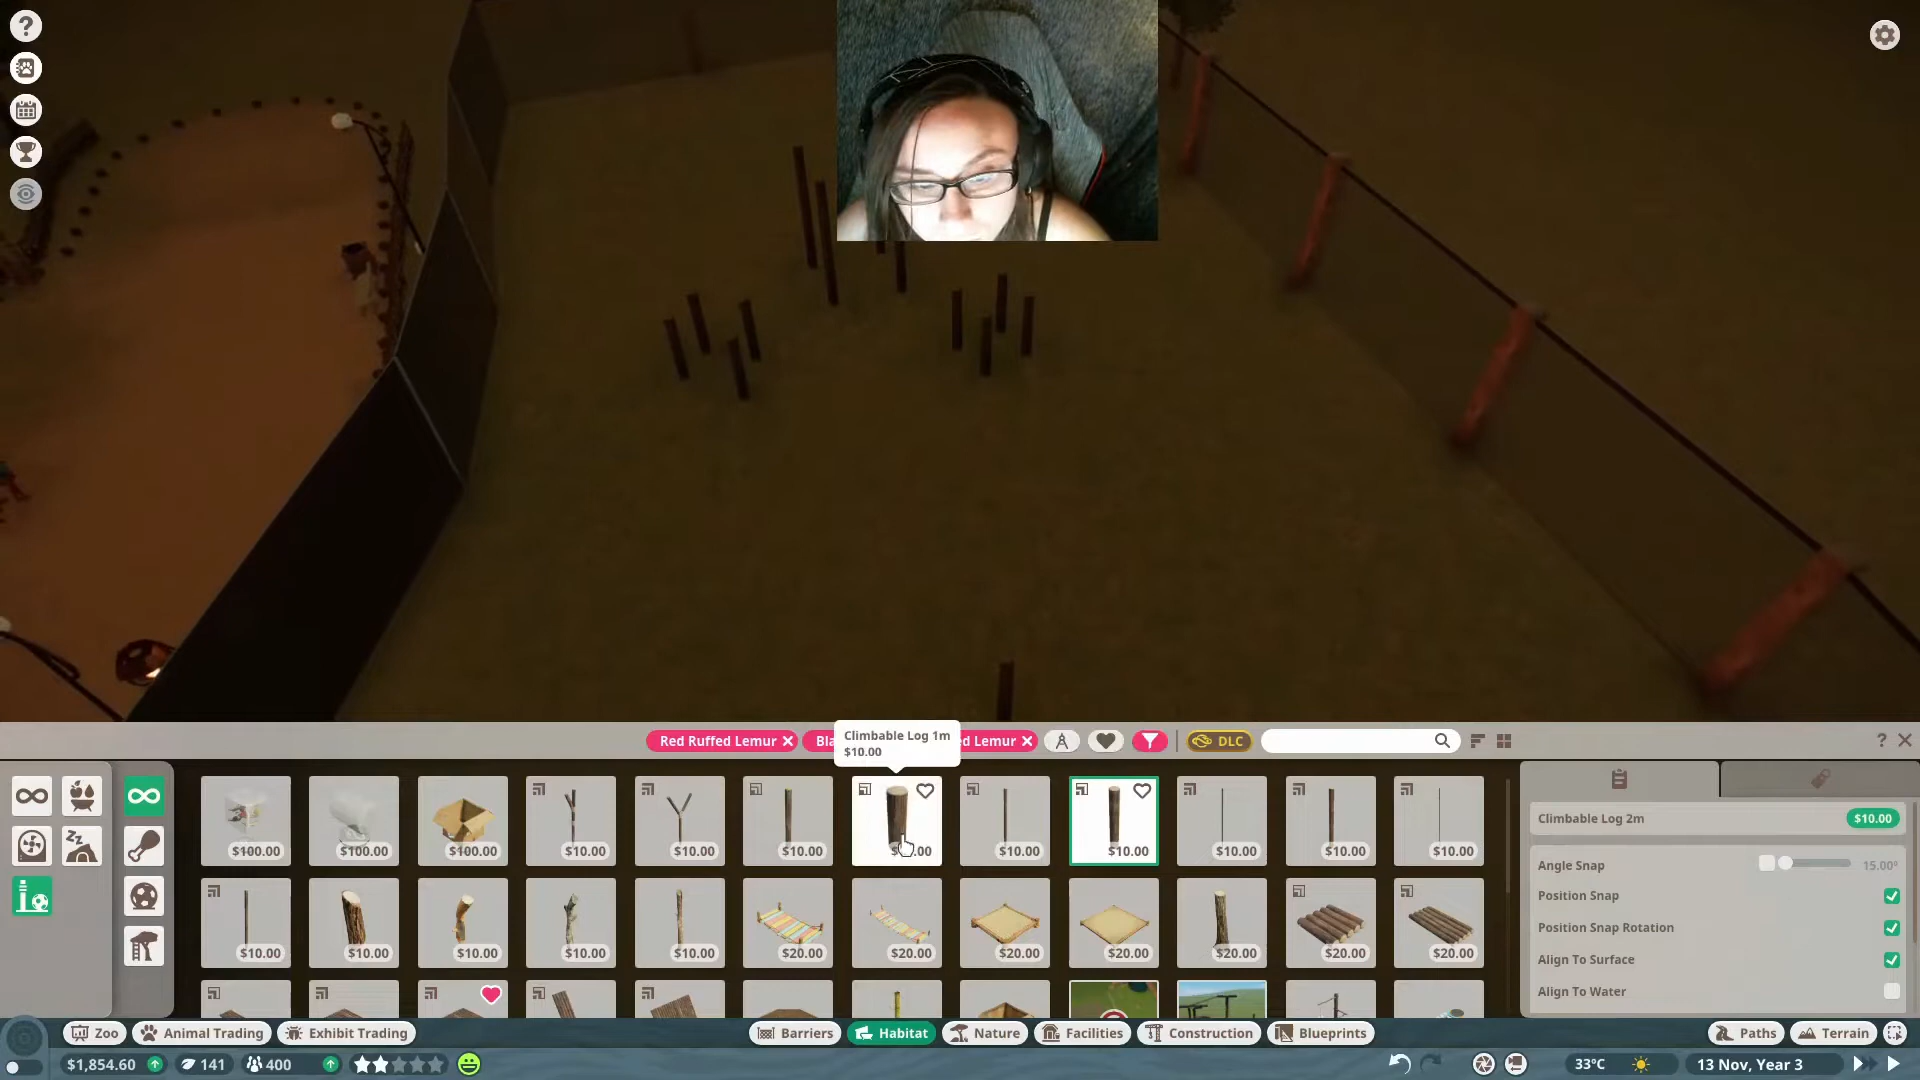 Climbable Log 1m
$10.00
Red Ruffed Lemur
ed Lemur
DLC
Climbable Log 2m
$10.00
$100.00
$100.00
$100.00
$10.00
$10.00
$10.00
$10.00
$10.00
$10.00
$10.00
$10.00
Angle Snap
15.00°
Position Snap
Position Snap Rotation
Align To Surface
Align To Water
$10.00
$10.00
$10.00
$10.00
$10.00
$20.00
$20.00
$20.00
$20.00
$20.00
$20.00
$20.00
Zoo
Animal Trading
Exhibit Trading
Barriers
Habitat
Nature
Facilities
Construction
Blueprints
Paths
Terrain
$1,854.60
141
400
33°C
13 Nov, Year 3